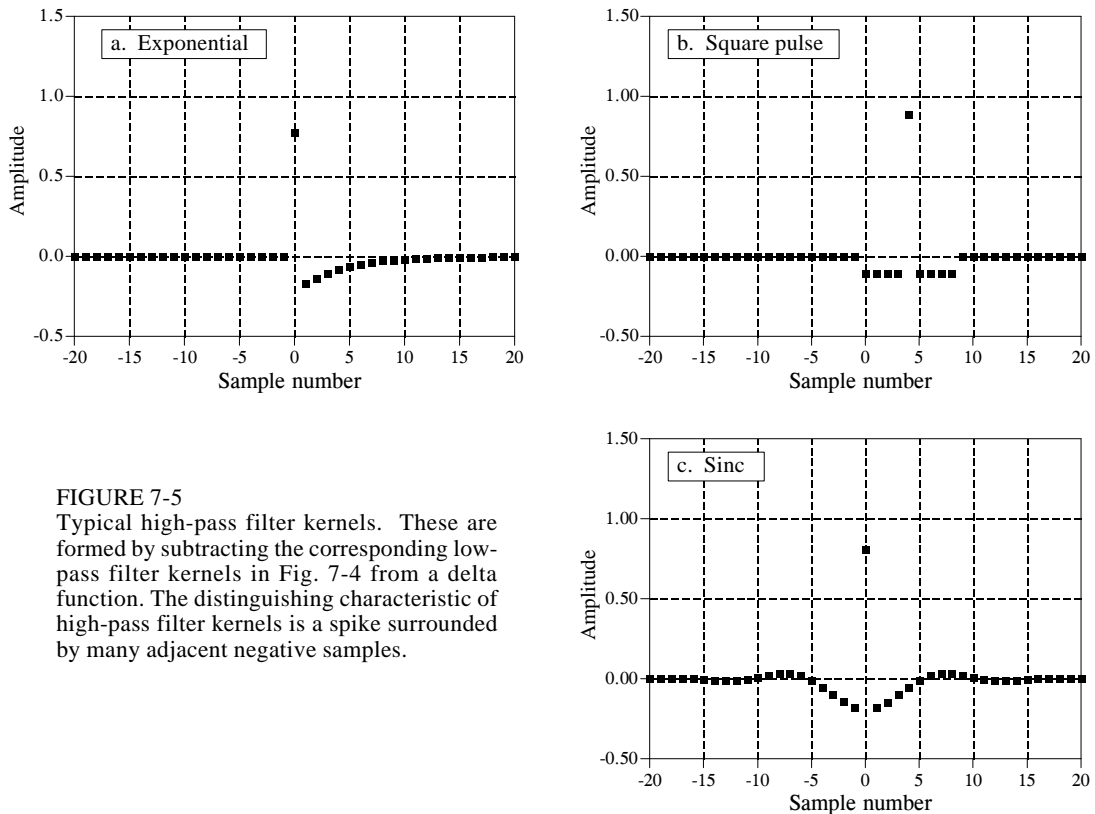 a. Exponential
1.5
1.0
0.5
0.0
-0.5
Amplitude
-20 -15 -10 -5 0 5 10 15 20
Sample number
b. Square pulse
1.50
1.00
0.50
0.00
-0.50
Amplitude
-20 -15 -10 -5 0 5 10 15 20
Sample number
c. Sinc
1.50
1.00
0.50
0.00
-0.50
Amplitude
-20 -15 -10 -5 0 5 10 15 20
Sample number
FIGURE 7-5
Typical high-pass filter kernels. These are
formed by subtracting the corresponding low-
pass filter kernels in Fig. 7-4 from a delta
function. The distinguishing characteristic of
high-pass filter kernels is a spike surrounded
by many adjacent negative samples.